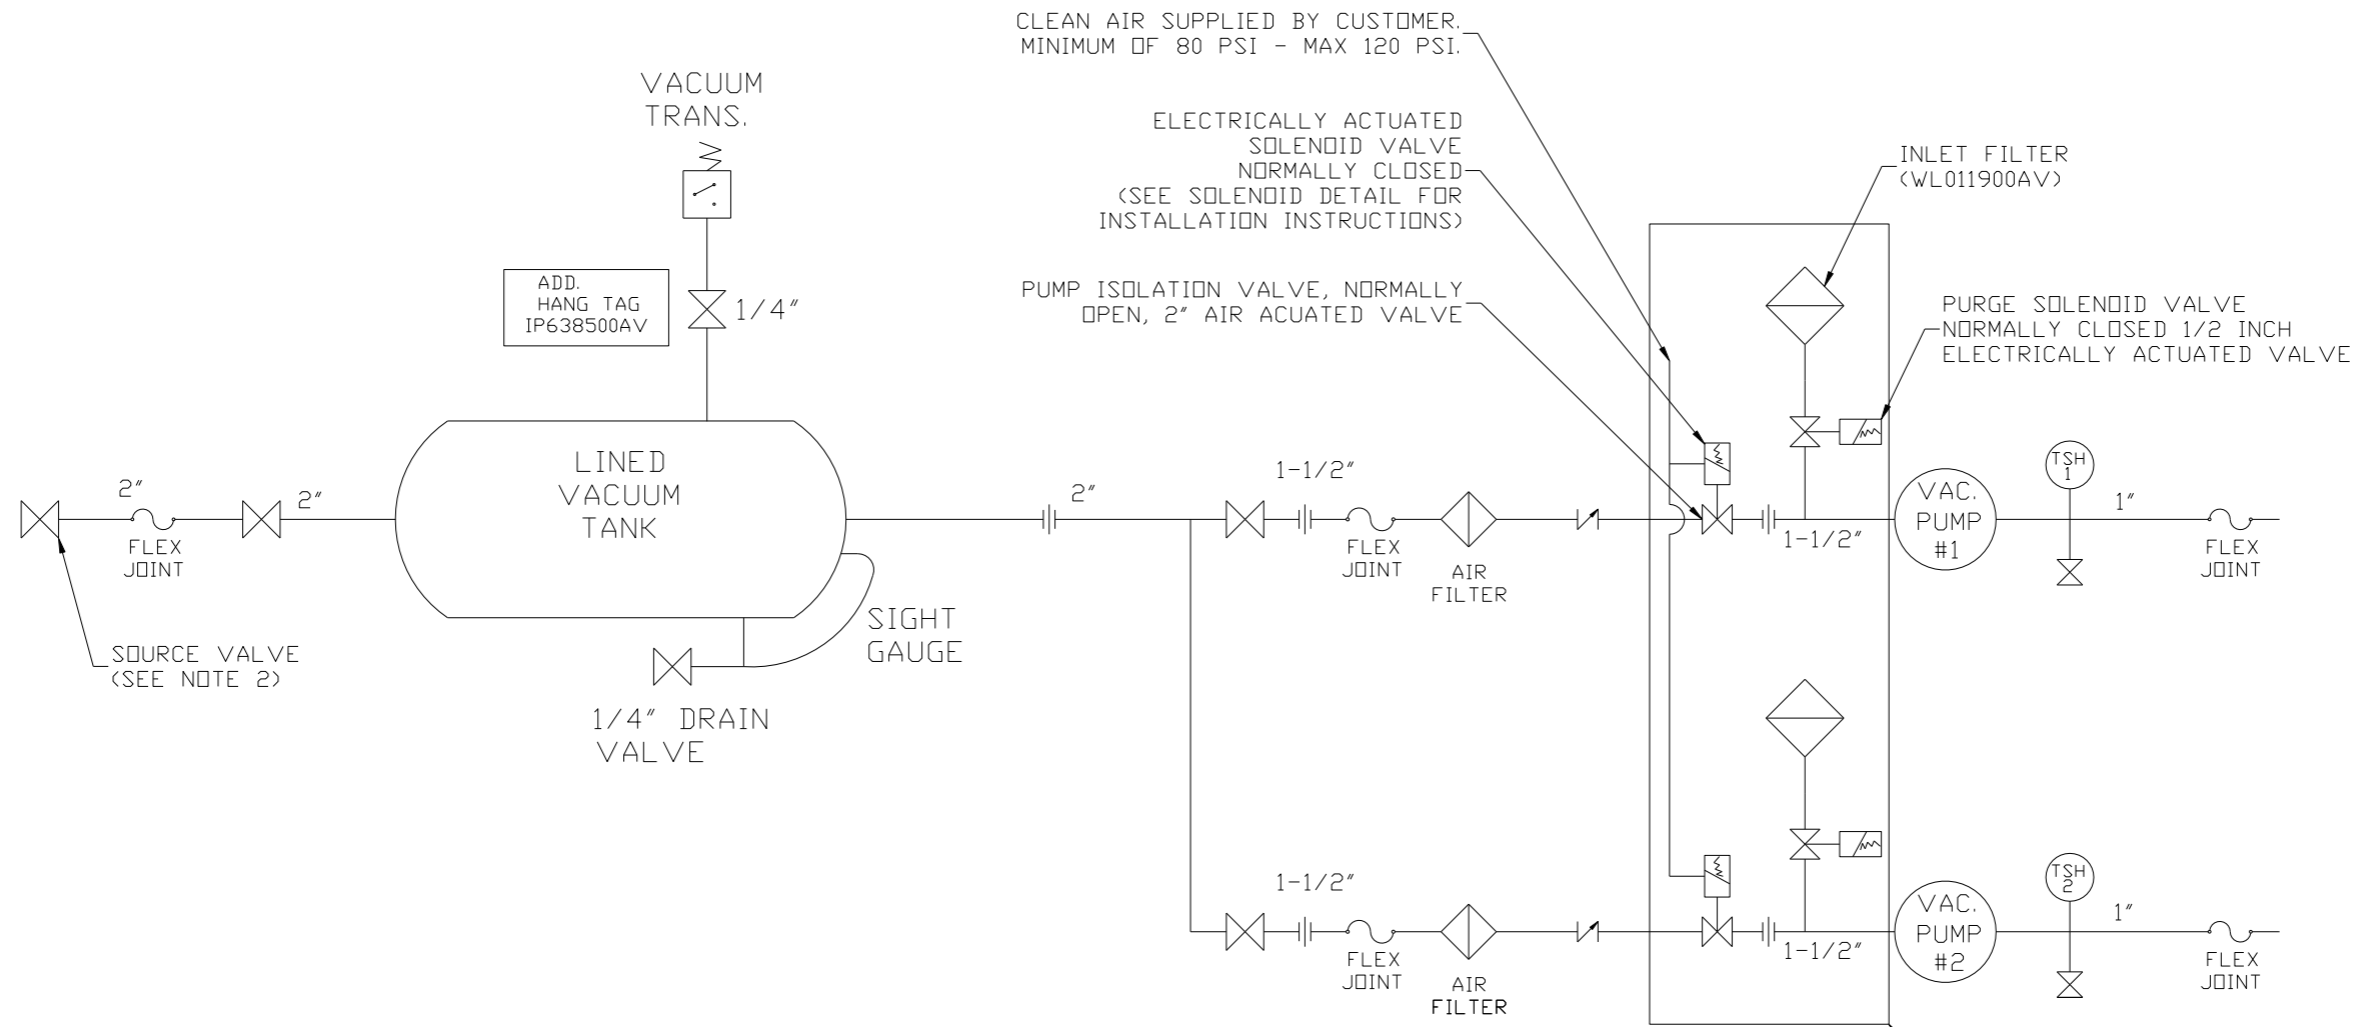 CLEAN AIR SUPPLIED BY CUSTOMER.
MINIMUM OF 80 PSI - MAX 120 PSI.
VACUUM
TRANS.
ELECTRICALLY ACTUATED
SOLENOID VALVE
NORMALLY CLOSED
(SEE SOLENOID DETAIL FOR
INSTALLATION INSTRUCTIONS)
INLET FILTER
(WL011900AV)
ADD.
HANG TAG
IP638500AV
1/4"
PUMP ISOLATION VALVE, NORMALLY
OPEN, 2" AIR ACUATED VALVE
PURGE SOLENOID VALVE
NORMALLY CLOSED 1/2 INCH
ELECTRICALLY ACTUATED VALVE
2"
FLEX
JOINT
2"
LINED
VACUUM
TANK
2"
1-1/2"
FLEX
JOINT
AIR
FILTER
1-1/2"
VAC.
PUMP
#1
TSH
1
1"
FLEX
JOINT
SOURCE VALVE
(SEE NOTE 2)
SIGHT
GAUGE
1/4" DRAIN
VALVE
1-1/2"
FLEX
JOINT
AIR
FILTER
1-1/2"
VAC.
PUMP
#2
TSH
2
1"
FLEX
JOINT